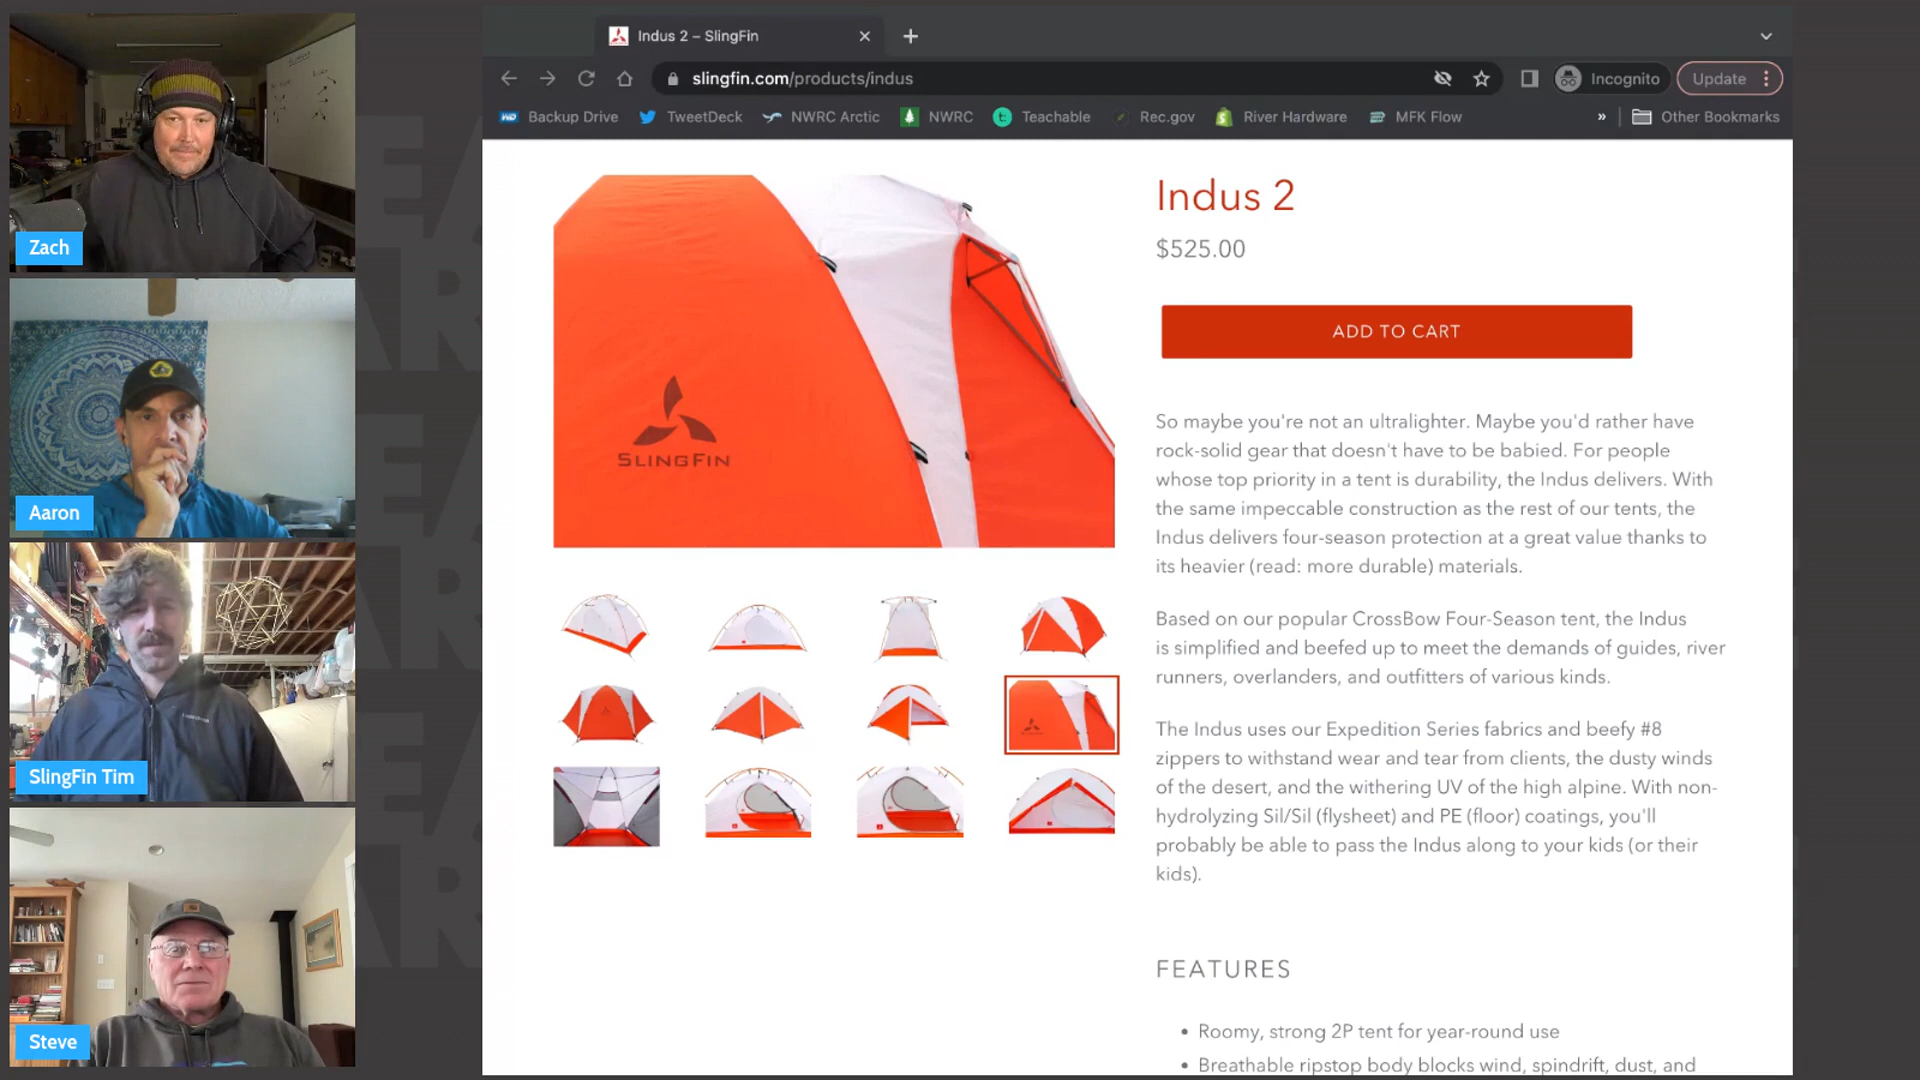 Indus 2 – SlingFin
slingfin.com/products/indus
Incognito
Update
Backup Drive
TweetDeck
NWRC Arctic
NWRC
Teachable
Rec.gov
River Hardware
MFK Flow
»
Other Bookmarks
Zach
Aaron
SlingFin Tim
Steve
SLINGFIN
Indus 2
$525.00
ADD TO CART
So maybe you're not an ultralighter. Maybe you'd rather have
rock-solid gear that doesn't have to be babied. For people
whose top priority in a tent is durability, the Indus delivers. With
the same impeccable construction as the rest of our tents, the
Indus delivers four-season protection at a great value thanks to
its heavier (read: more durable) materials.
Based on our popular CrossBow Four-Season tent, the Indus
is simplified and beefed up to meet the demands of guides, river
runners, overlanders, and outfitters of various kinds.
The Indus uses our Expedition Series fabrics and beefy #8
zippers to withstand wear and tear from clients, the dusty winds
of the desert, and the withering UV of the high alpine. With non-
hydrolyzing Sil/Sil (flysheet) and PE (floor) coatings, you'll
probably be able to pass the Indus along to your kids (or their
kids).
FEATURES
• Roomy, strong 2P tent for year-round use
• Breathable ripstop body blocks wind, spindrift, dust, and